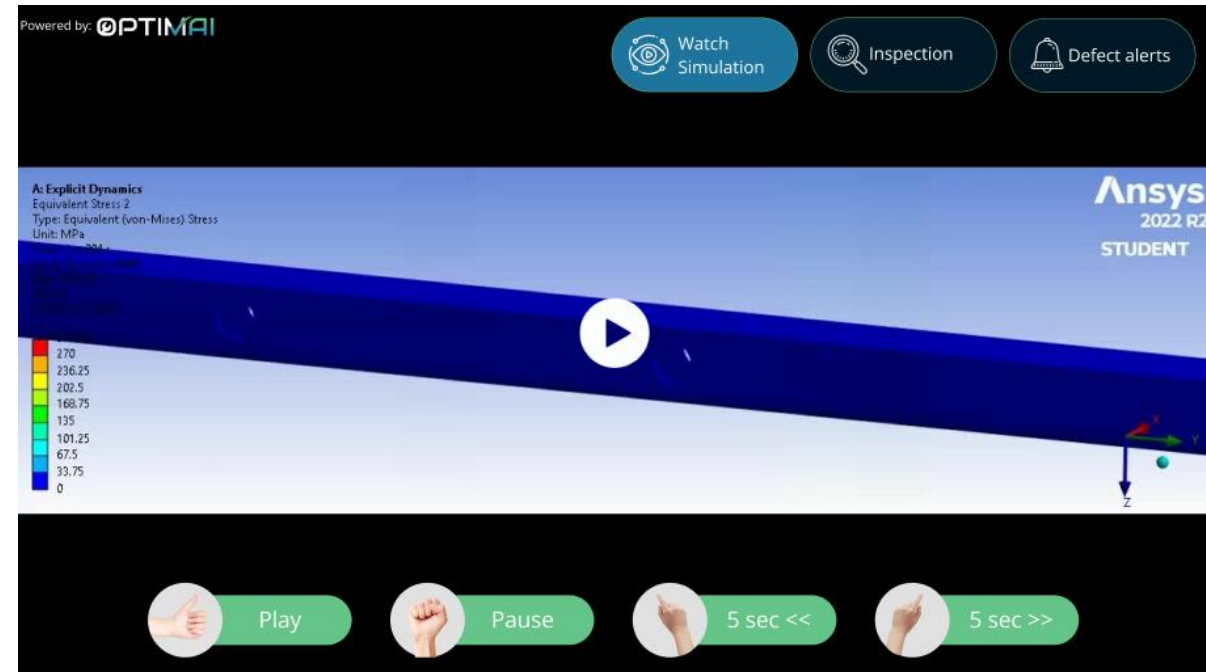 Powered by: OPTIMAI
Watch
Simulation
Inspection
Defect alerts
A: Explicit Dynamics
Equivalent Stress 2
Type: Equivalent (von-Mises) Stress
Unit: MPa
Ansys
2022 R2
STUDENT
270
236.25
202.5
168.75
135
101.25
67.5
33.75
0
X
Y
Z
Play
Pause
5 sec <<
5 sec >>